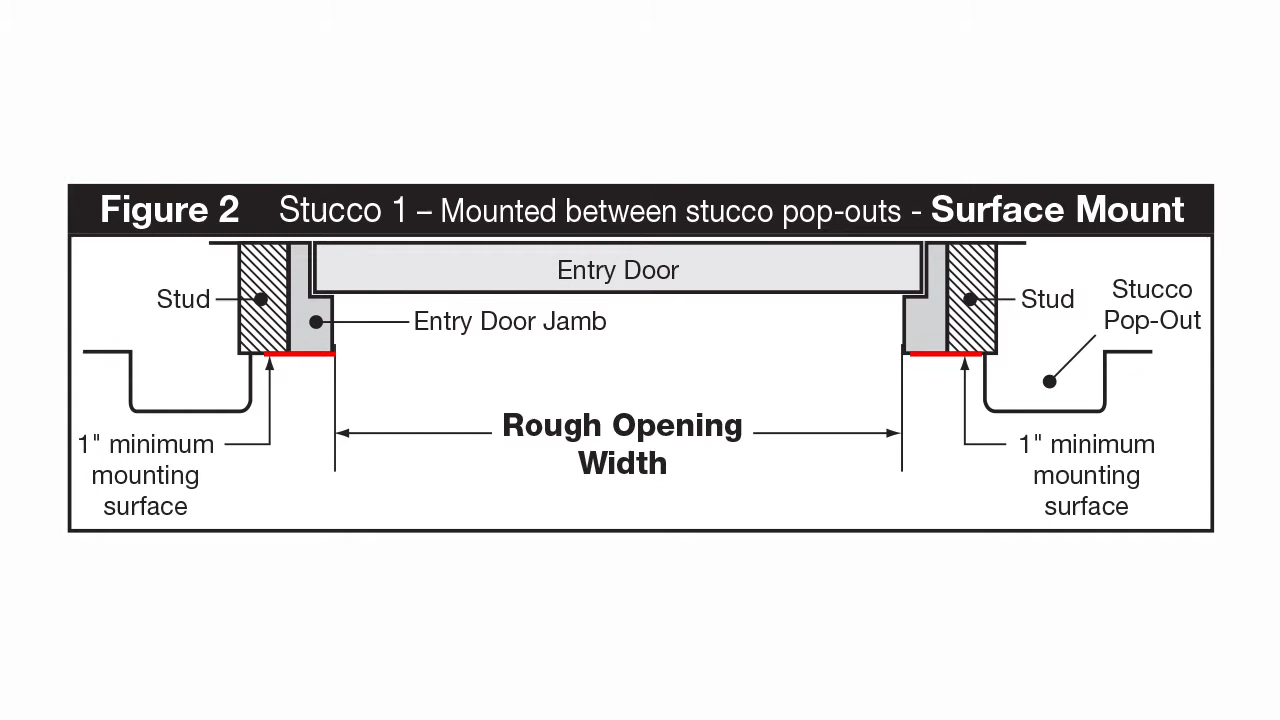 Figure 2 Stucco 1 – Mounted between stucco pop-outs - Surface Mount
Entry Door
Stud
Entry Door Jamb
Stud
Stucco
Pop-Out
Rough Opening
Width
1" minimum
mounting
surface
1" minimum
mounting
surface